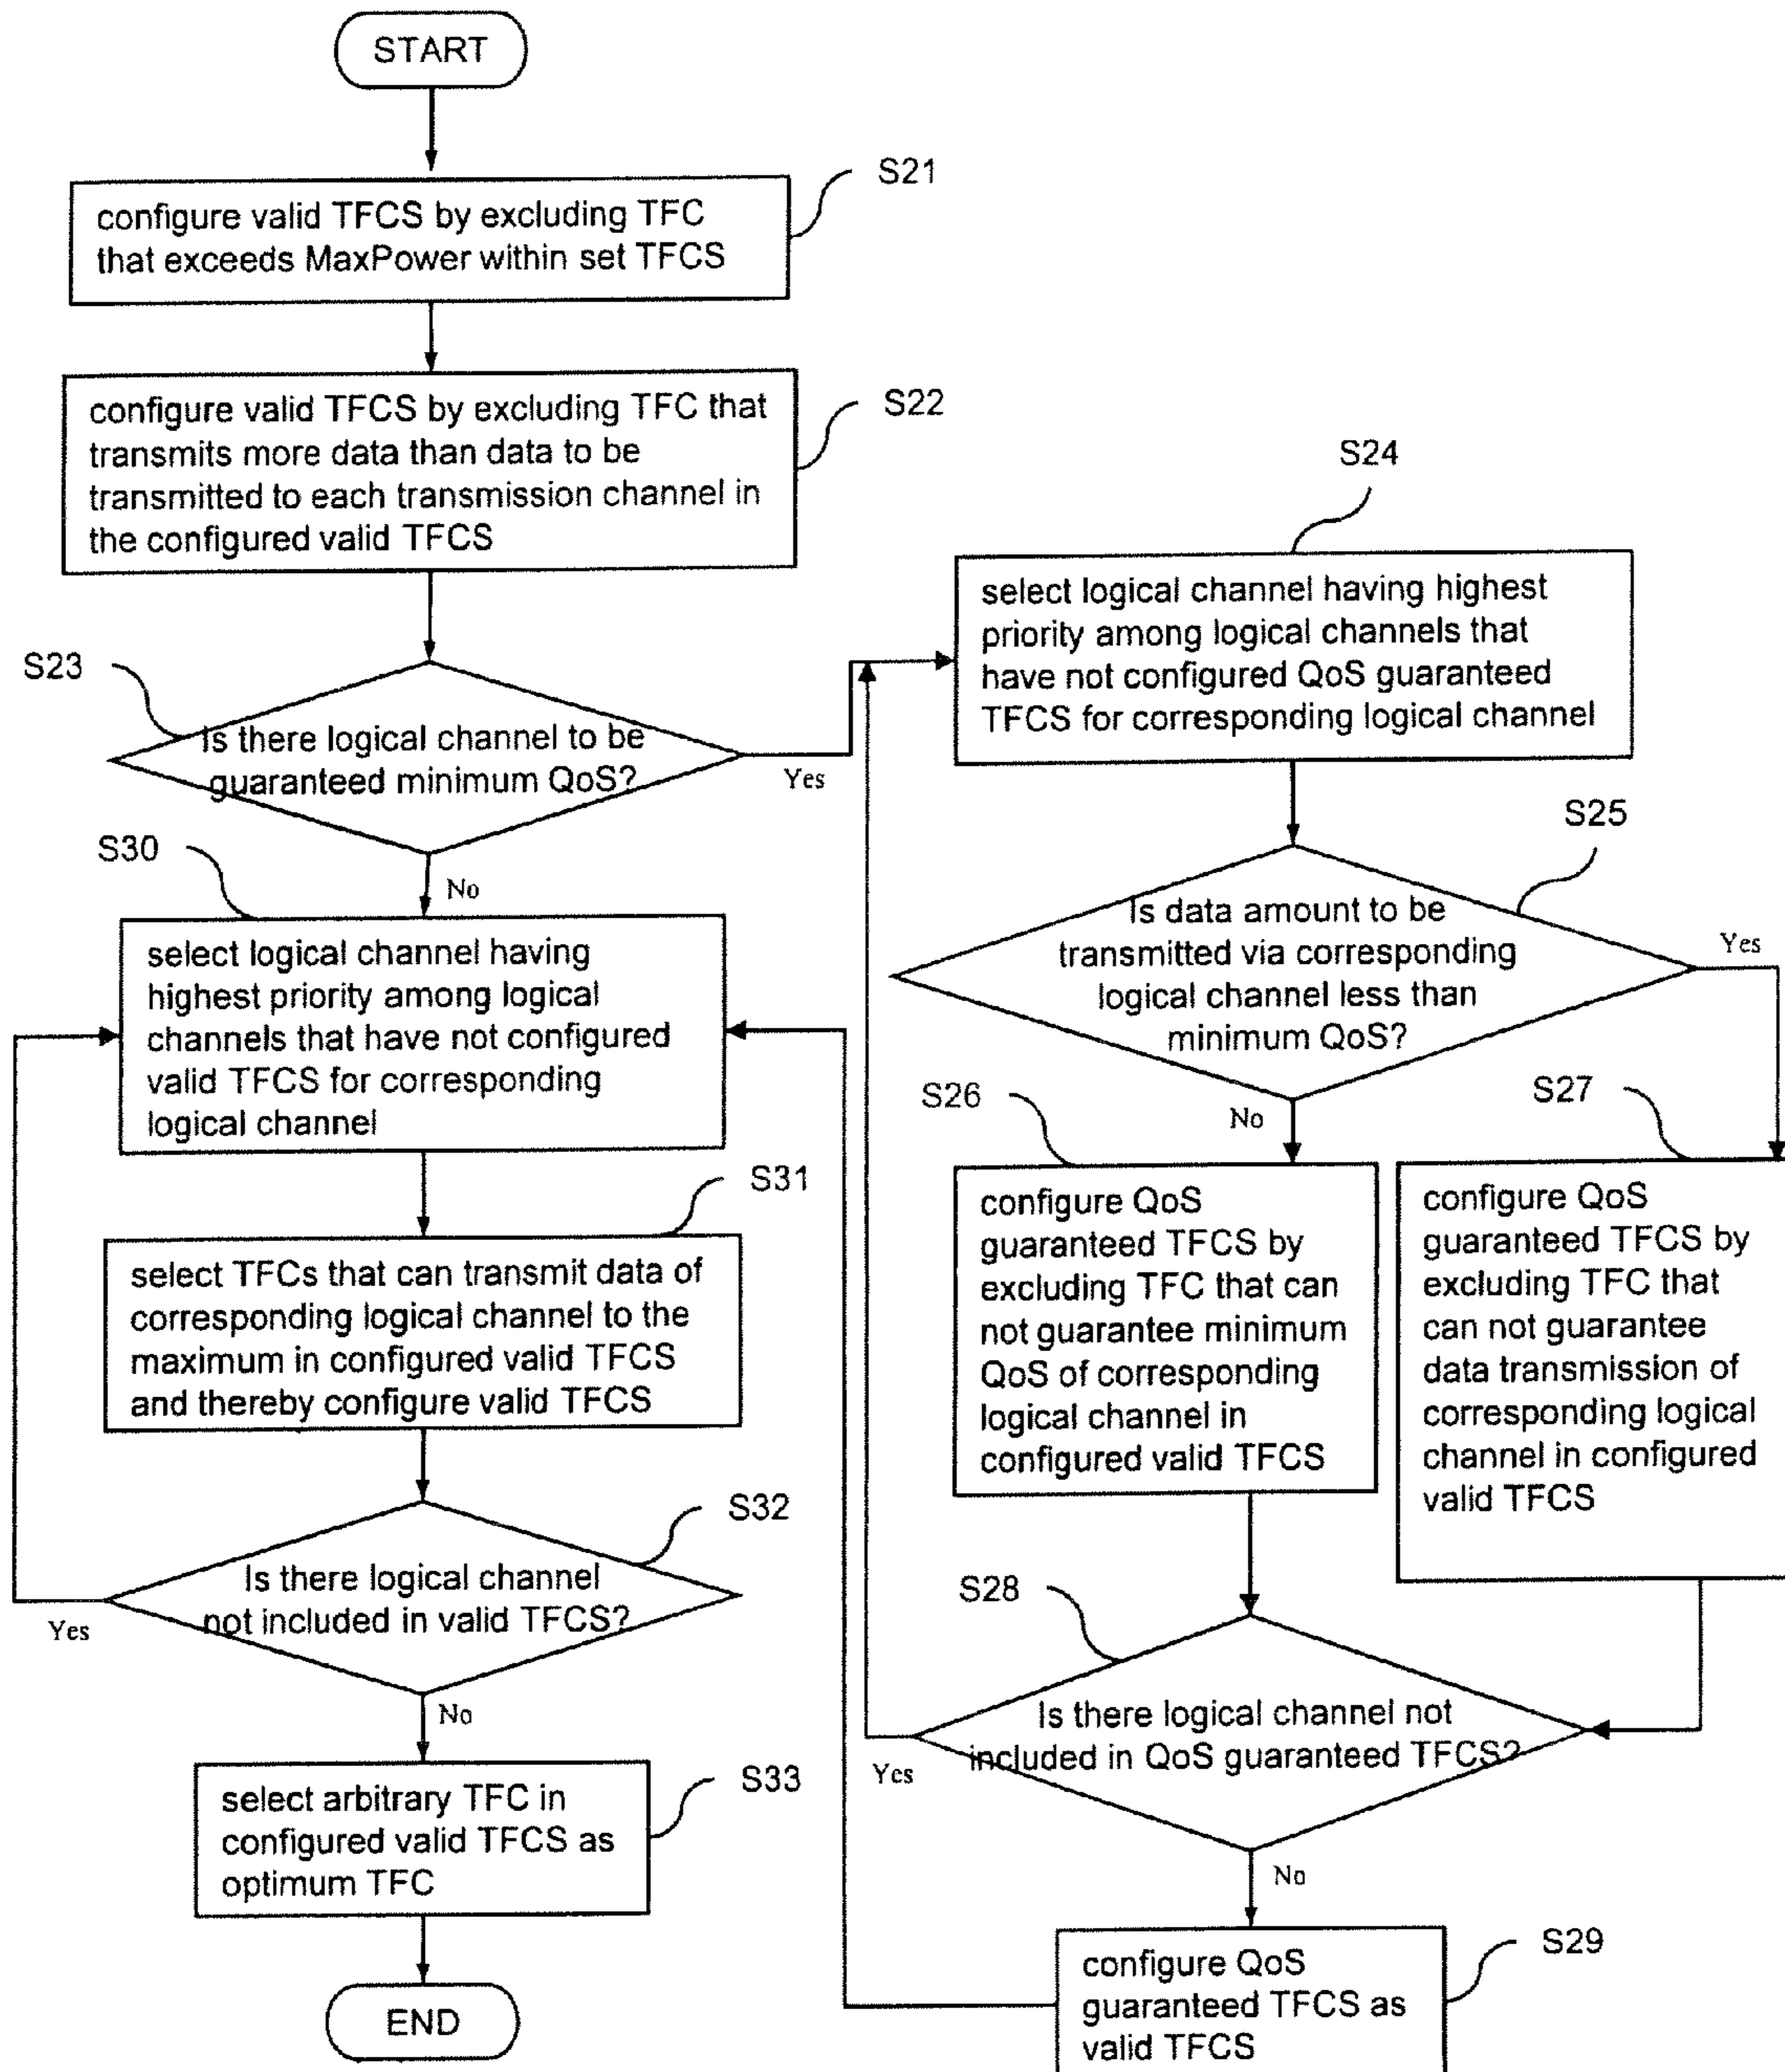 START
S21
configure valid TFCS by excluding TFC
that exceeds MaxPower within set TFCS
S22
configure valid TFCS by excluding TFC that
transmits more data than data to be
transmitted to each transmission channel in
the configured valid TFCS
S23
Is there logical channel to be
guaranteed minimum QoS?
Yes
No
S24
select logical channel having highest
priority among logical channels that
have not configured QoS guaranteed
TFCS for corresponding logical channel
S25
Is data amount to be
transmitted via corresponding
logical channel less than
minimum QoS?
Yes
No
S26
configure QoS
guaranteed TFCS by
excluding TFC that can
not guarantee minimum
QoS of corresponding
logical channel in
configured valid TFCS
S27
configure QoS
guaranteed TFCS by
excluding TFC that
can not guarantee
data transmission of
corresponding logical
channel in configured
valid TFCS
S28
Is there logical channel not
included in QoS guaranteed TFCS?
Yes
No
S29
configure QoS
guaranteed TFCS as
valid TFCS
S30
select logical channel having
highest priority among logical
channels that have not configured
valid TFCS for corresponding
logical channel
S31
select TFCs that can transmit data of
corresponding logical channel to the
maximum in configured valid TFCS
and thereby configure valid TFCS
S32
Is there logical channel
not included in valid TFCS?
Yes
No
S33
select arbitrary TFC in
configured valid TFCS as
optimum TFC
END